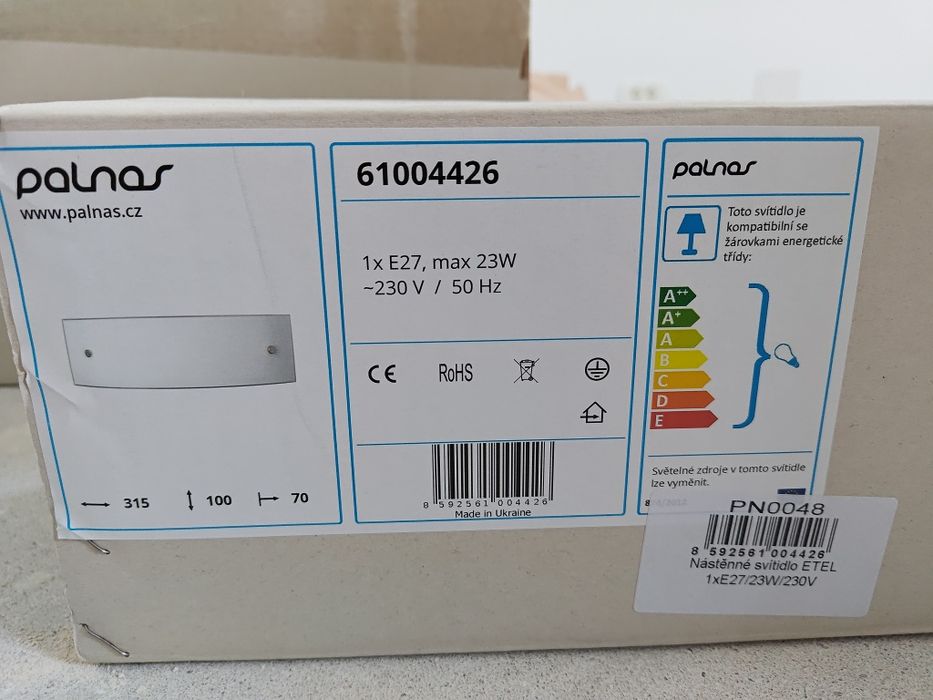 palnas
www.palnas.cz
315
100
70
61004426
1x E27, max 23W
~230 V / 50 Hz
CE
RoHS
8 592561 004426
Made in Ukraine
palnas
Toto svítidlo je
kompatibilní se
žárovkami energetické
třídy:
A++
A+
A
B
C
D
E
Světelné zdroje v tomto svítidle
lze vyměnit.
PN0048
8 592561 004426
Nástěnné svítidlo ETEL
1xE27/23W/230V